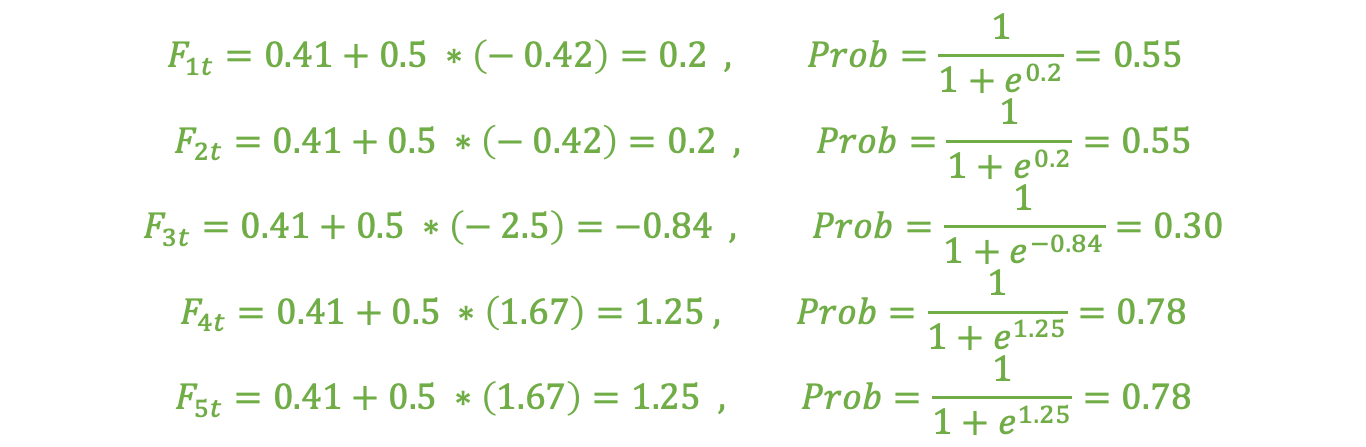 F₁ₜ = 0.41 + 0.5 * (− 0.42) = 0.2 , Prob = 1 / (1 + e^0.2) = 0.55
F₂ₜ = 0.41 + 0.5 * (− 0.42) = 0.2 , Prob = 1 / (1 + e^0.2) = 0.55
F₃ₜ = 0.41 + 0.5 * (− 2.5) = −0.84 , Prob = 1 / (1 + e^−0.84) = 0.30
F₄ₜ = 0.41 + 0.5 * (1.67) = 1.25 , Prob = 1 / (1 + e^1.25) = 0.78
F₅ₜ = 0.41 + 0.5 * (1.67) = 1.25 , Prob = 1 / (1 + e^1.25) = 0.78